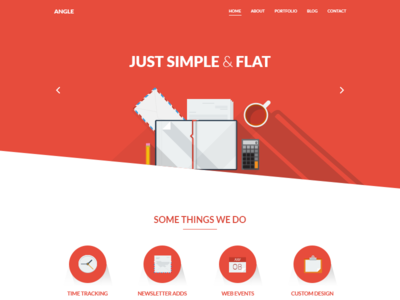 ANGLE
HOME ABOUT PORTFOLIO BLOG CONTACT
JUST SIMPLE & FLAT
SOME THINGS WE DO
08
TIME TRACKING NEWSLETTER ADDS WEB EVENTS CUSTOM DESIGN